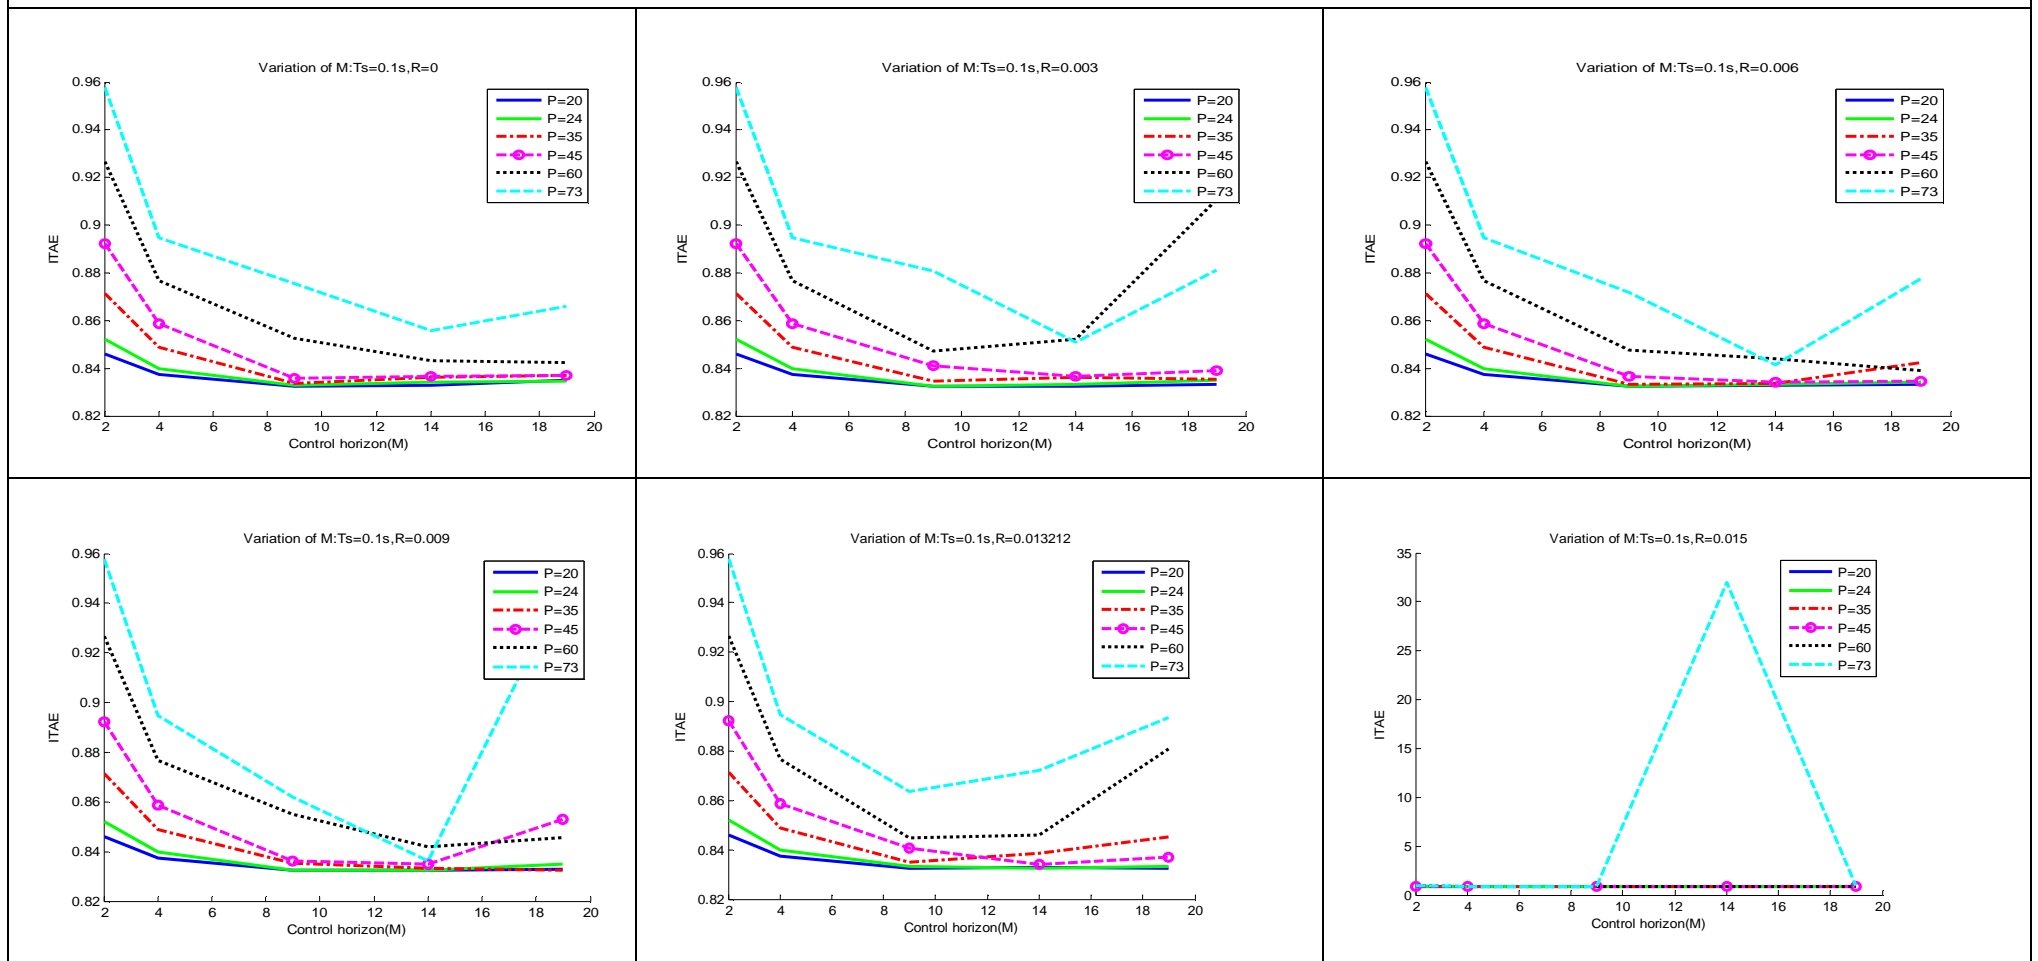 Variation of M:Ts=0.1s,R=0
0.96
0.94
0.92
0.9
0.88
0.86
0.84
0.82
ITAE
2 4 6 8 10 12 14 16 18 20
Control horizon(M)
P=20
P=24
P=35
P=45
P=60
P=73
Variation of M:Ts=0.1s,R=0.003
0.96
0.94
0.92
0.9
0.88
0.86
0.84
0.82
ITAE
2 4 6 8 10 12 14 16 18 20
Control horizon(M)
P=20
P=24
P=35
P=45
P=60
P=73
Variation of M:Ts=0.1s,R=0.006
0.96
0.94
0.92
0.9
0.88
0.86
0.84
0.82
ITAE
2 4 6 8 10 12 14 16 18 20
Control horizon(M)
P=20
P=24
P=35
P=45
P=60
P=73
Variation of M:Ts=0.1s,R=0.009
0.96
0.94
0.92
0.9
0.88
0.86
0.84
0.82
ITAE
2 4 6 8 10 12 14 16 18 20
Control horizon(M)
P=20
P=24
P=35
P=45
P=60
P=73
Variation of M:Ts=0.1s,R=0.013212
0.96
0.94
0.92
0.9
0.88
0.86
0.84
0.82
ITAE
2 4 6 8 10 12 14 16 18 20
Control horizon(M)
P=20
P=24
P=35
P=45
P=60
P=73
Variation of M:Ts=0.1s,R=0.015
35
30
25
20
15
10
5
0
ITAE
2 4 6 8 10 12 14 16 18 20
Control horizon(M)
P=20
P=24
P=35
P=45
P=60
P=73